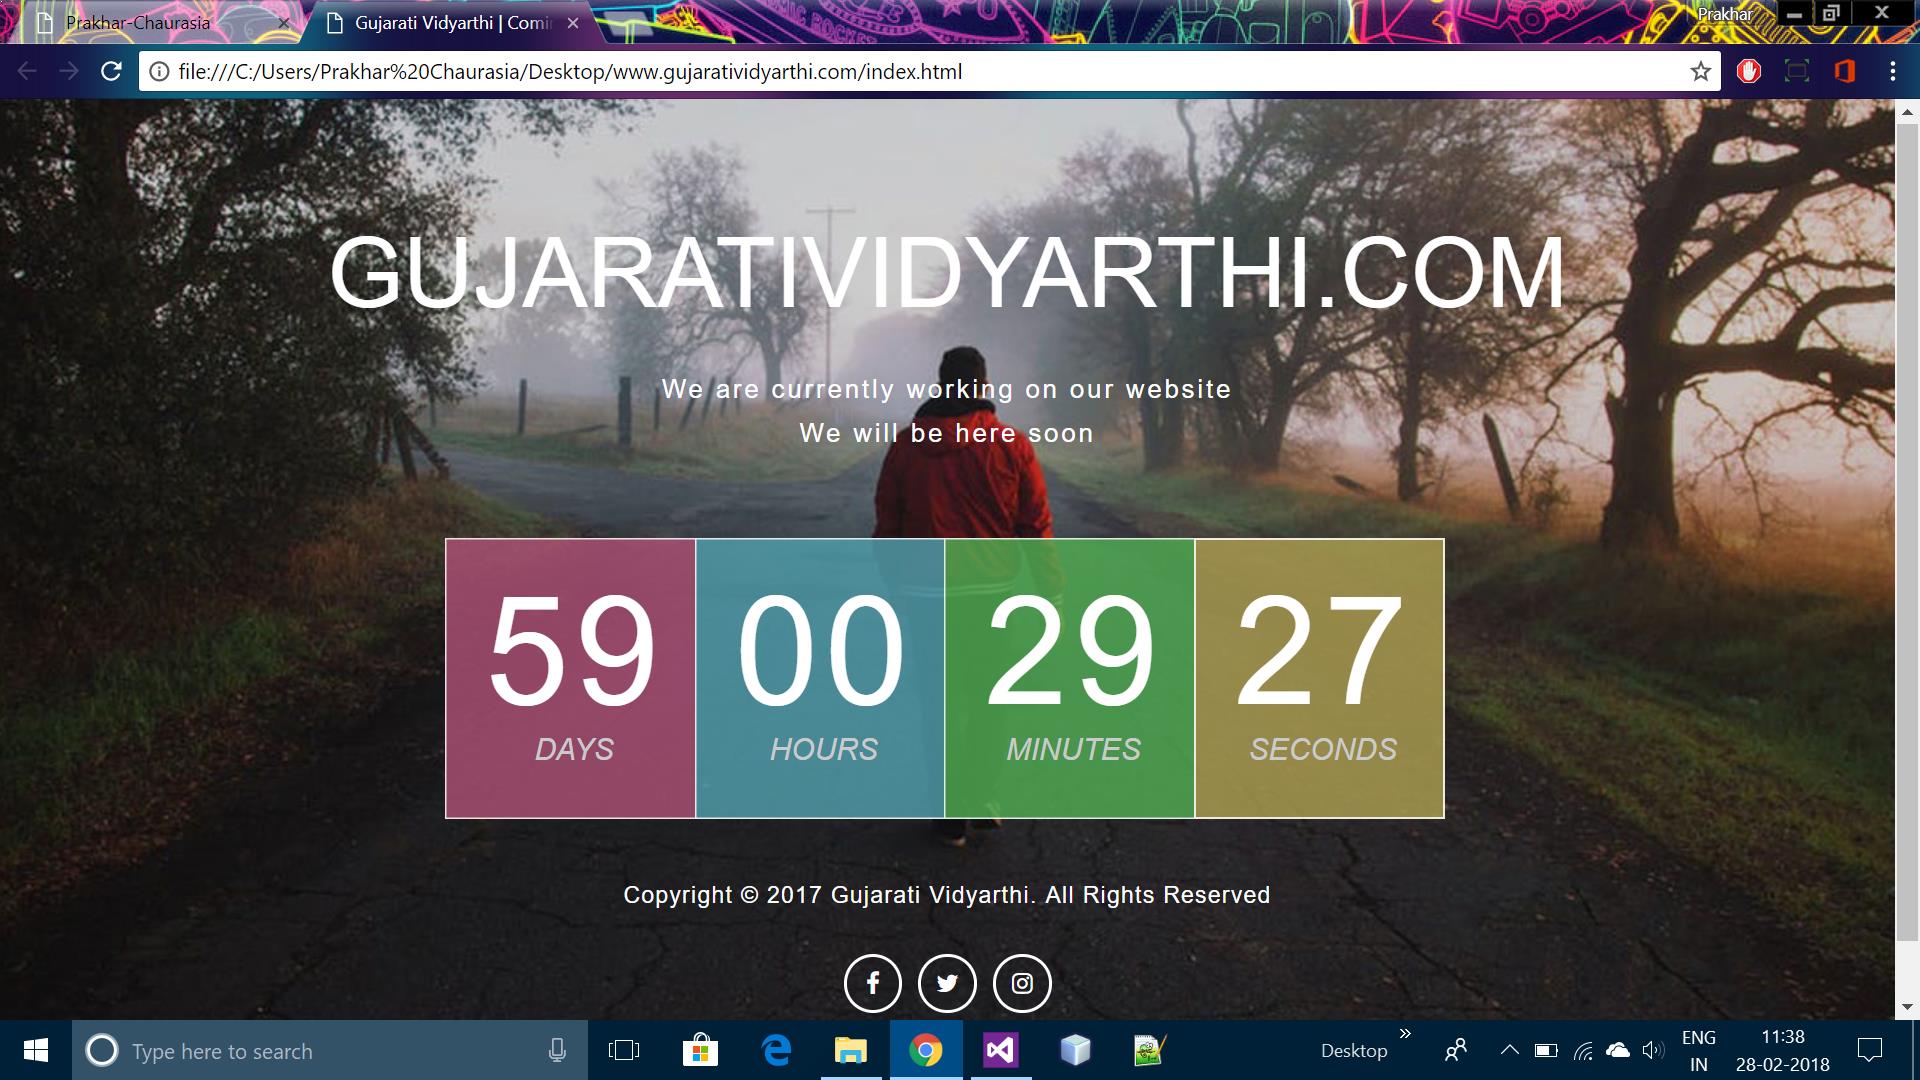 Prakhar-Chaurasia
Gujarati Vidyarthi | Comi
Prakhar
file:///C:/Users/Prakhar%20Chaurasia/Desktop/www.gujaratividyarthi.com/index.html
GUJARATIVIDYARTHI.COM
We are currently working on our website
We will be here soon
59 00 29 27
DAYS HOURS MINUTES SECONDS
Copyright © 2017 Gujarati Vidyarthi. All Rights Reserved
Type here to search
Desktop
ENG
IN
11:38
28-02-2018